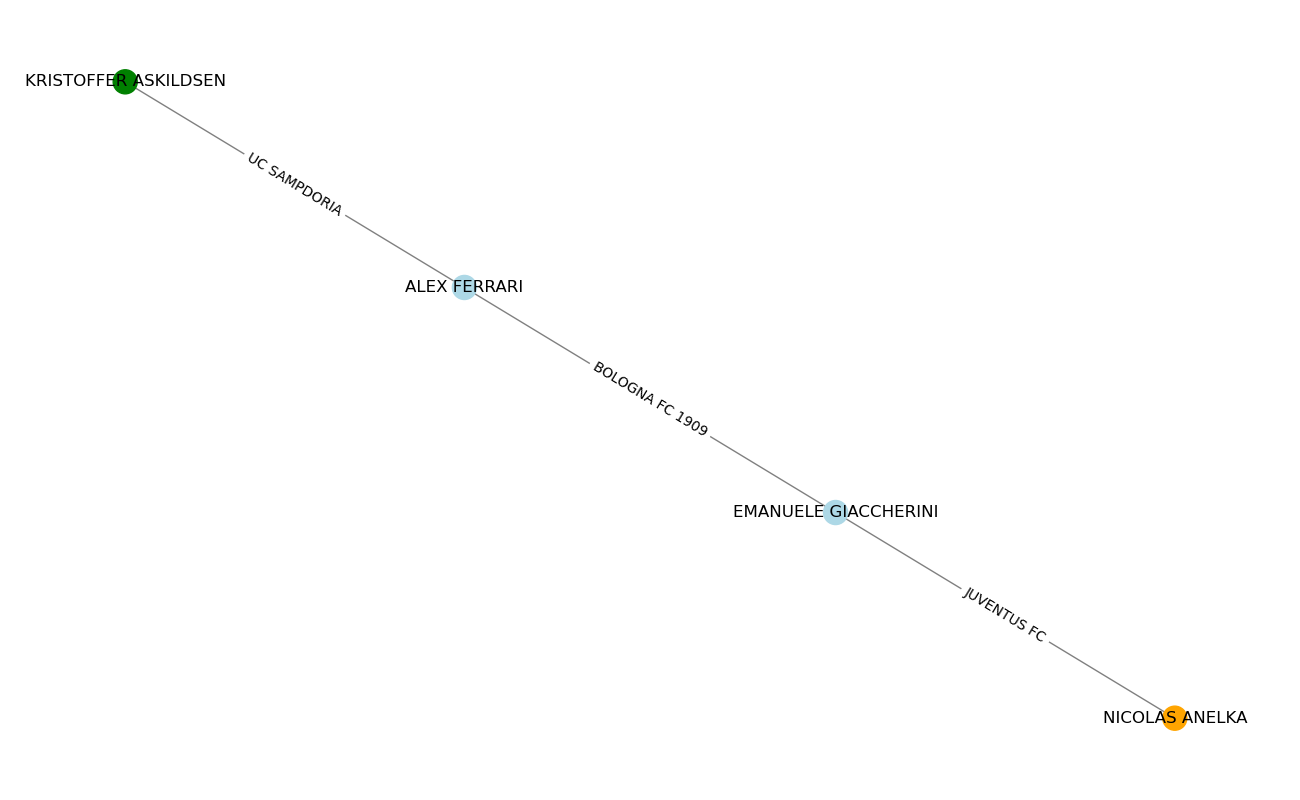 KRISTOFFER ASKILDSEN
UC SAMPDORIA
ALEX FERRARI
BOLOGNA FC 1909
EMANUELE GIACCHERINI
JUVENTUS FC
NICOLAS ANELKA